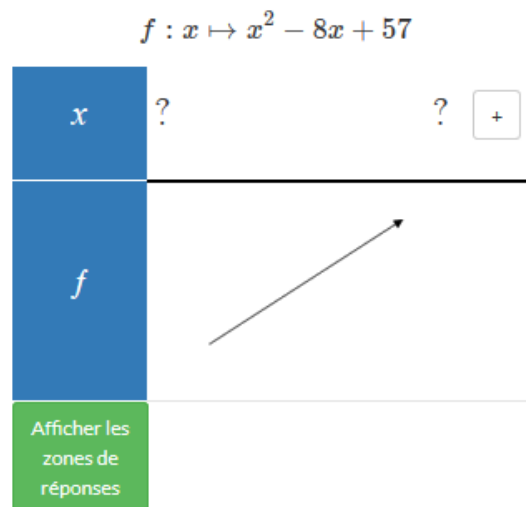 f : x ↦ x² − 8x + 57
x ? ? +
f
Afficher les
zones de
réponses